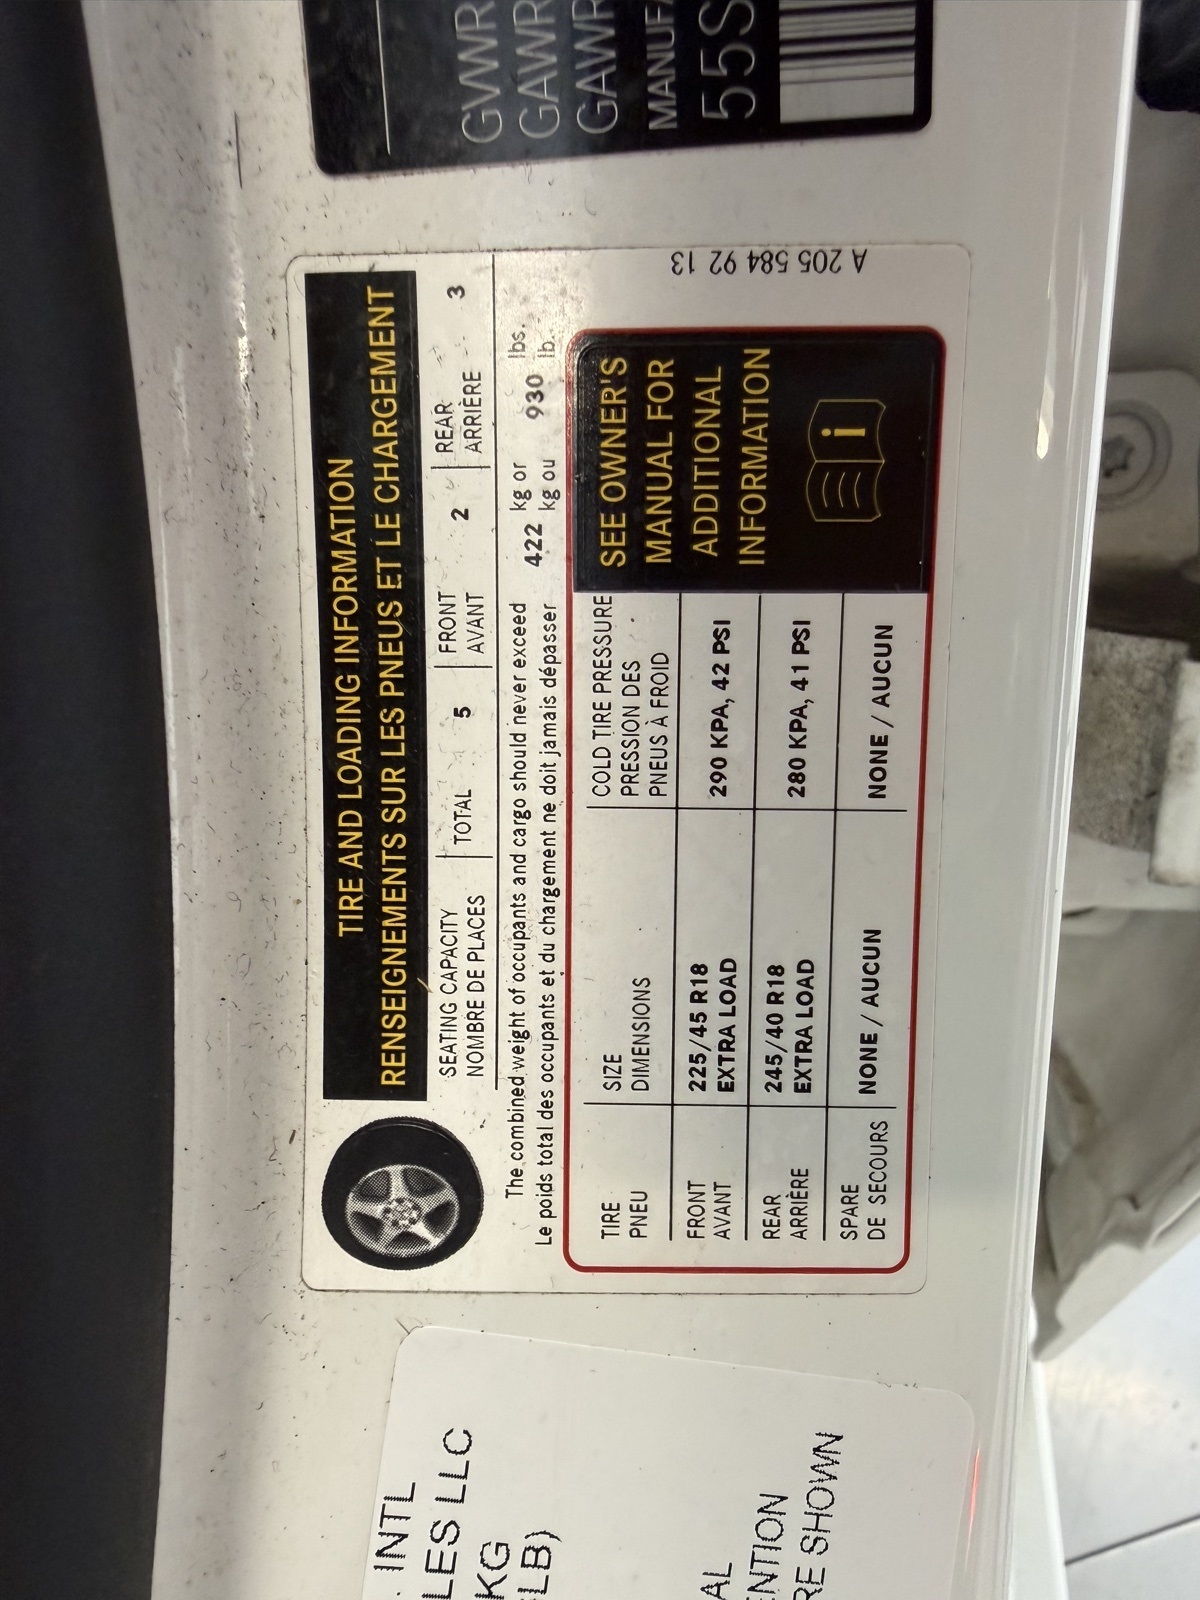 TIRE AND LOADING INFORMATION
RENSEIGNEMENTS SUR LES PNEUS ET LE CHARGEMENT
SEATING CAPACITY
NOMBRE DE PLACES
TOTAL 5
FRONT
AVANT
2
REAR
ARRIÈRE
3
The combined weight of occupants and cargo should never exceed 422 kg or 930 lbs.
Le poids total des occupants et du chargement ne doit jamais dépasser kg ou lb.
TIRE
PNEU
SIZE
DIMENSIONS
COLD TIRE PRESSURE
PRESSION DES
PNEUS À FROID
FRONT
AVANT
225/45 R18
EXTRA LOAD
290 KPA, 42 PSI
REAR
ARRIÈRE
245/40 R18
EXTRA LOAD
280 KPA, 41 PSI
SPARE
DE SECOURS
NONE / AUCUN
NONE / AUCUN
SEE OWNER'S
MANUAL FOR
ADDITIONAL
INFORMATION
i
A 205 584 92 13
GVWR
GAWR
GAWR
MANUFA
55S
INTL
LES LLC
KG
LB)
AL
ENTION
RE SHOWN